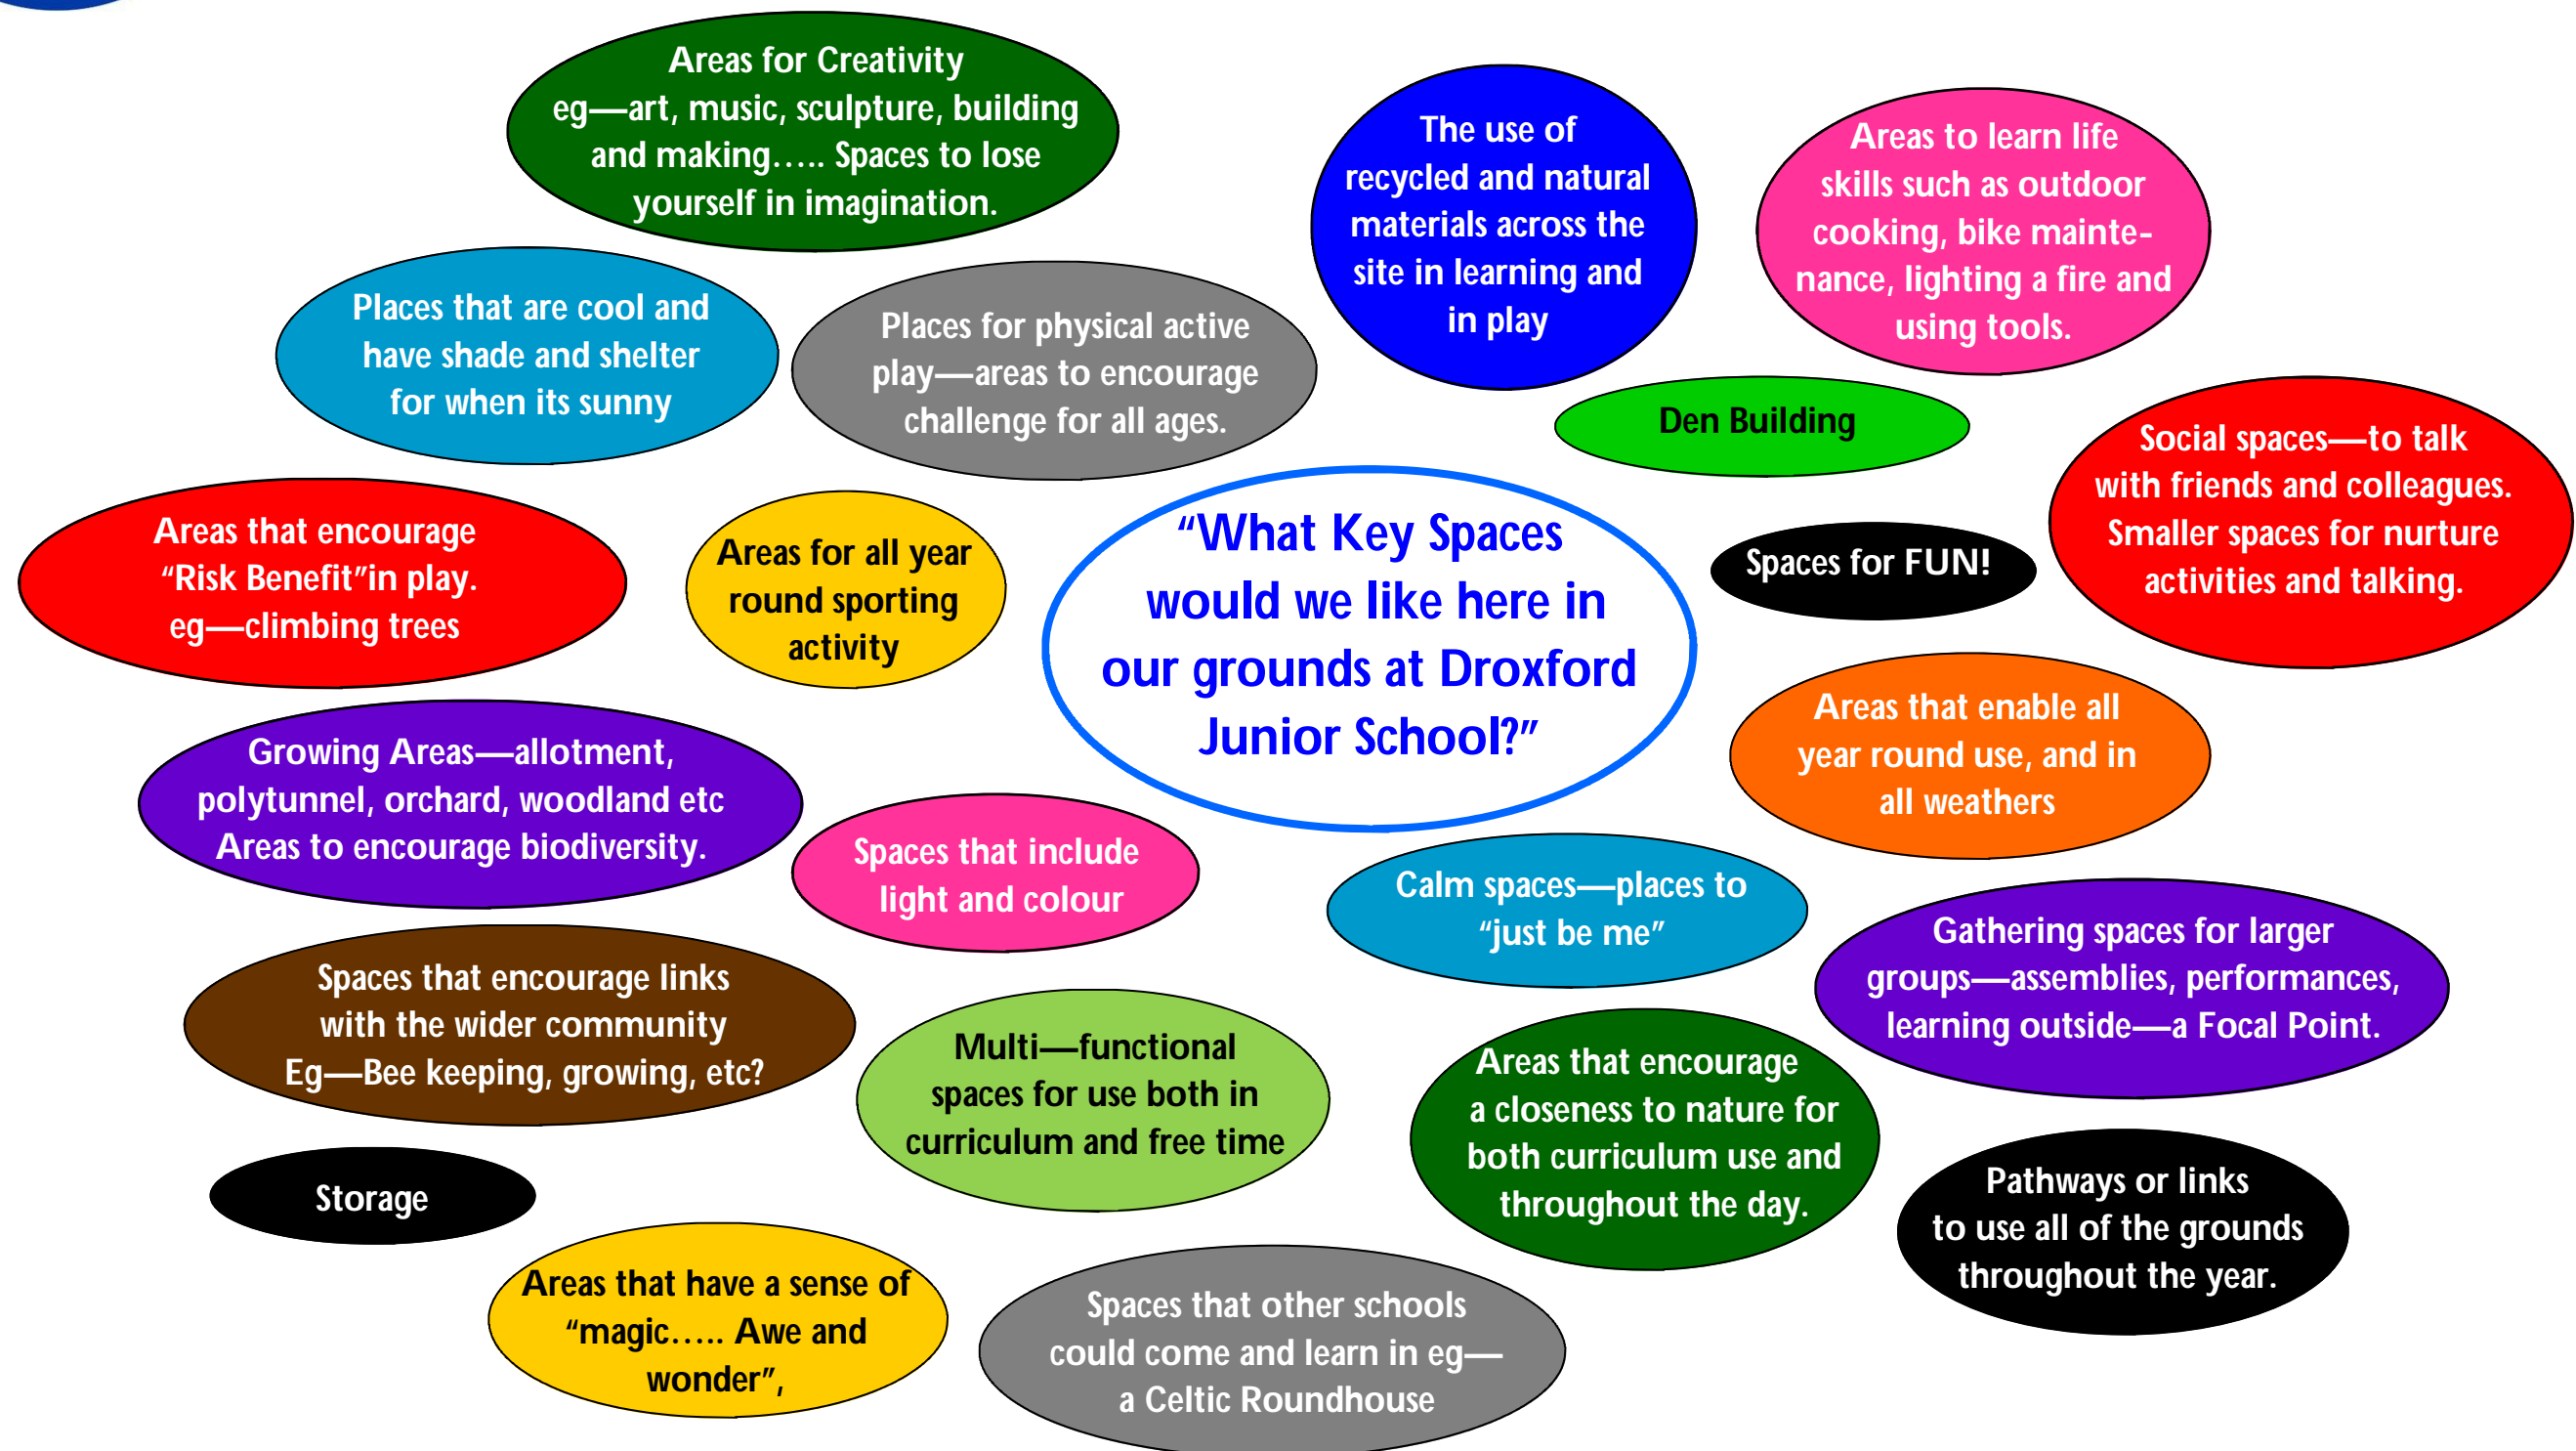 Areas for Creativity
eg—art, music, sculpture, building
and making….. Spaces to lose
yourself in imagination.
The use of
recycled and natural
materials across the
site in learning and
in play
Areas to learn life
skills such as outdoor
cooking, bike mainte-
nance, lighting a fire and
using tools.
Places that are cool and
have shade and shelter
for when its sunny
Places for physical active
play—areas to encourage
challenge for all ages.
Den Building
Social spaces—to talk
with friends and colleagues.
Smaller spaces for nurture
activities and talking.
Areas that encourage
“Risk Benefit”in play.
eg—climbing trees
Areas for all year
round sporting
activity
“What Key Spaces
would we like here in
our grounds at Droxford
Junior School?”
Spaces for FUN!
Areas that enable all
year round use, and in
all weathers
Growing Areas—allotment,
polytunnel, orchard, woodland etc
Areas to encourage biodiversity.
Spaces that include
light and colour
Calm spaces—places to
“just be me”
Gathering spaces for larger
groups—assemblies, performances,
learning outside—a Focal Point.
Spaces that encourage links
with the wider community
Eg—Bee keeping, growing, etc?
Multi—functional
spaces for use both in
curriculum and free time
Areas that encourage
a closeness to nature for
both curriculum use and
throughout the day.
Pathways or links
to use all of the grounds
throughout the year.
Storage
Areas that have a sense of
“magic….. Awe and
wonder”,
Spaces that other schools
could come and learn in eg—
a Celtic Roundhouse